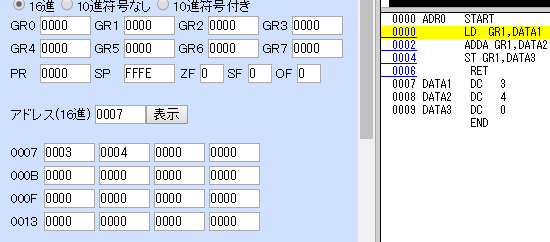 16進 10進符号なし 10進符号付き
GR0 0000 GR1 0000 GR2 0000 GR3 0000
GR4 0000 GR5 0000 GR6 0000 GR7 0000
PR 0000 SP FFFE ZF 0 SF 0 OF 0
アドレス(16進) 0007 表示
0007 0003 0004 0000 0000
000B 0000 0000 0000 0000
000F 0000 0000 0000 0000
0013 0000 0000 0000 0000
0000 ADR0 START
0000 LD GR1,DATA1
0002 ADDA GR1,DATA2
0004 ST GR1,DATA3
0006 RET
0007 DATA1 DC 3
0008 DATA2 DC 4
0009 DATA3 DC 0
END